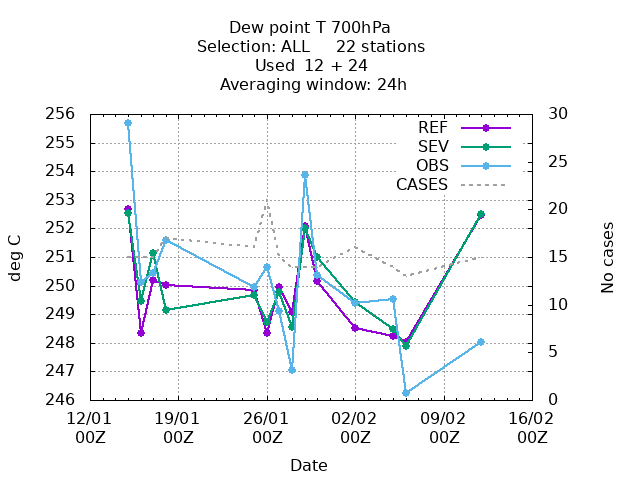 Dew point T 700hPa
Selection: ALL     22 stations
Used  12 + 24
Averaging window: 24h
256
255
254
253
252
251
250
249
248
247
246
deg C
30
25
20
15
10
5
0
No cases
REF
SEV
OBS
CASES
12/01 19/01 26/01 02/02 09/02 16/02
00Z 00Z 00Z 00Z 00Z 00Z
Date